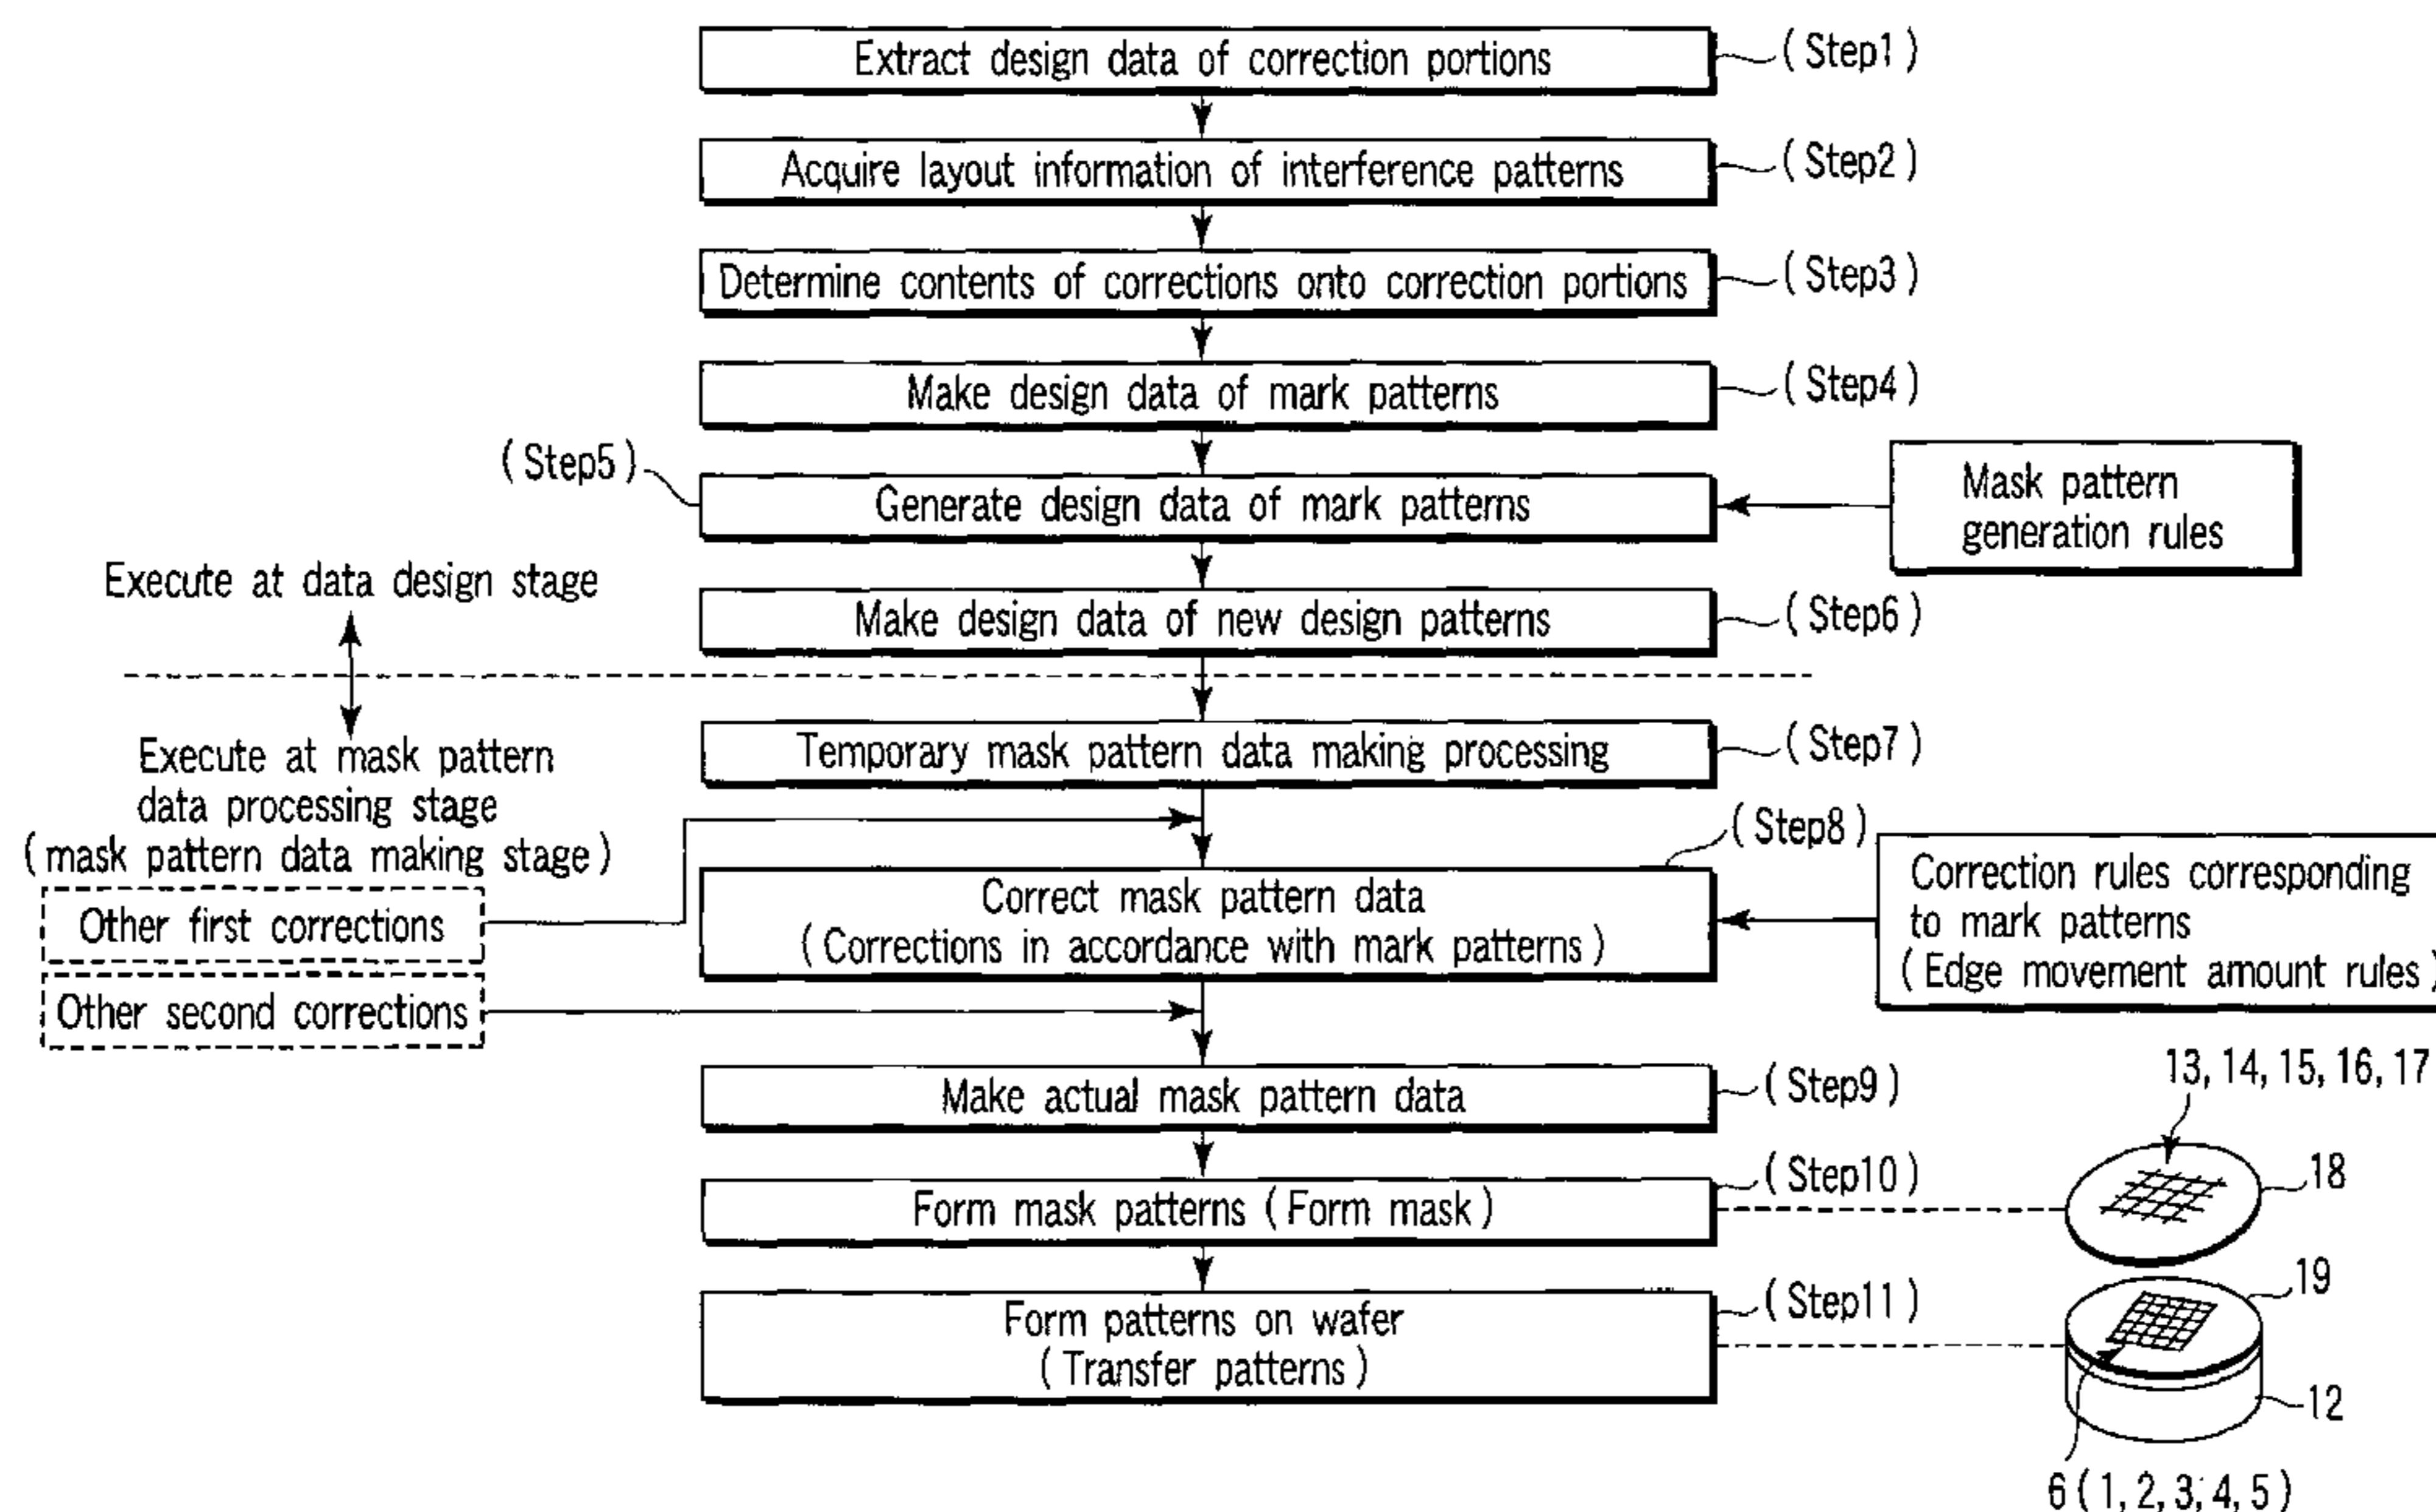 Extract design data of correction portions
(Step1)
Acquire layout information of interference patterns
(Step2)
Determine contents of corrections onto correction portions
(Step3)
Make design data of mark patterns
(Step4)
(Step5)
Generate design data of mark patterns
Mask pattern
generation rules
Execute at data design stage
Make design data of new design patterns
(Step6)
Execute at mask pattern
data processing stage
(mask pattern data making stage)
Temporary mask pattern data making processing
(Step7)
(Step8)
Other first corrections
Correct mask pattern data
(Corrections in accordance with mark patterns)
Correction rules corresponding
to mark patterns
(Edge movement amount rules)
Other second corrections
Make actual mask pattern data
(Step9)
13, 14, 15, 16, 17
Form mask patterns (Form mask)
(Step10)
18
Form patterns on wafer
(Transfer patterns)
(Step11)
19
12
6 (1, 2, 3, 4, 5)